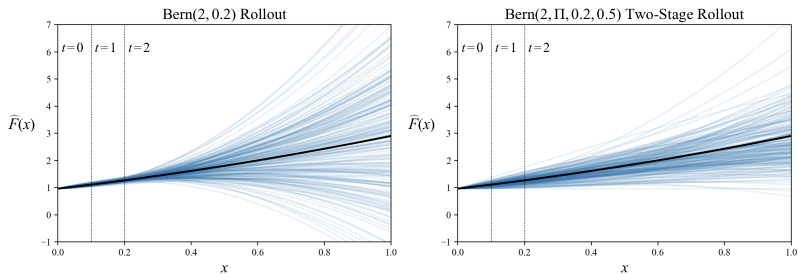 Bern(2, 0.2) Rollout
7
6
5
4
3
2
1
0
−1
t = 0
t = 1
t = 2
F̂(x)
0.0
0.2
0.4
0.6
0.8
1.0
x
Bern(2, Π, 0.2, 0.5) Two-Stage Rollout
7
6
5
4
3
2
1
0
−1
t = 0
t = 1
t = 2
F̂(x)
0.0
0.2
0.4
0.6
0.8
1.0
x